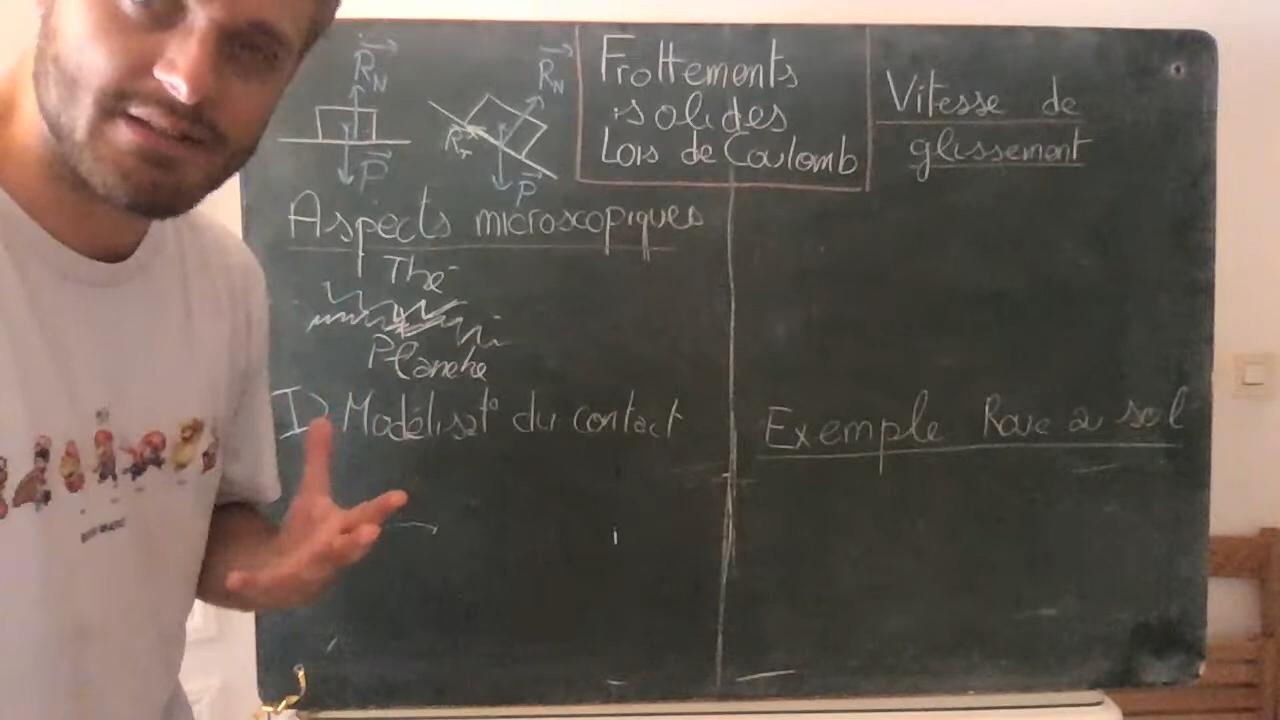 R_N
P
R_N
R_T
P
Frottements
solides
Lois de Coulomb
Vitesse de
glissement
Aspects microscopiques
Thé
Planche
I) Modélisat° du contact
Exemple Roue sol